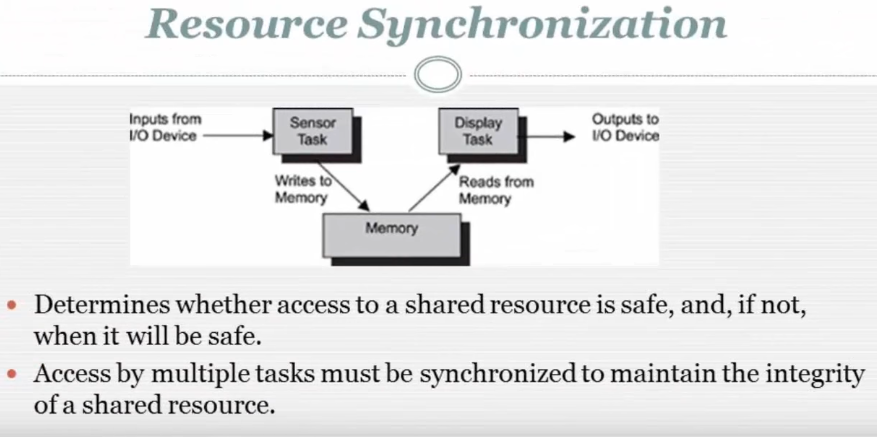 Resource Synchronization
Inputs from
I/O Device
Sensor
Task
Display
Task
Outputs to
I/O Device
Writes to
Memory
Reads from
Memory
Memory
• Determines whether access to a shared resource is safe, and, if not,
when it will be safe.
• Access by multiple tasks must be synchronized to maintain the integrity
of a shared resource.